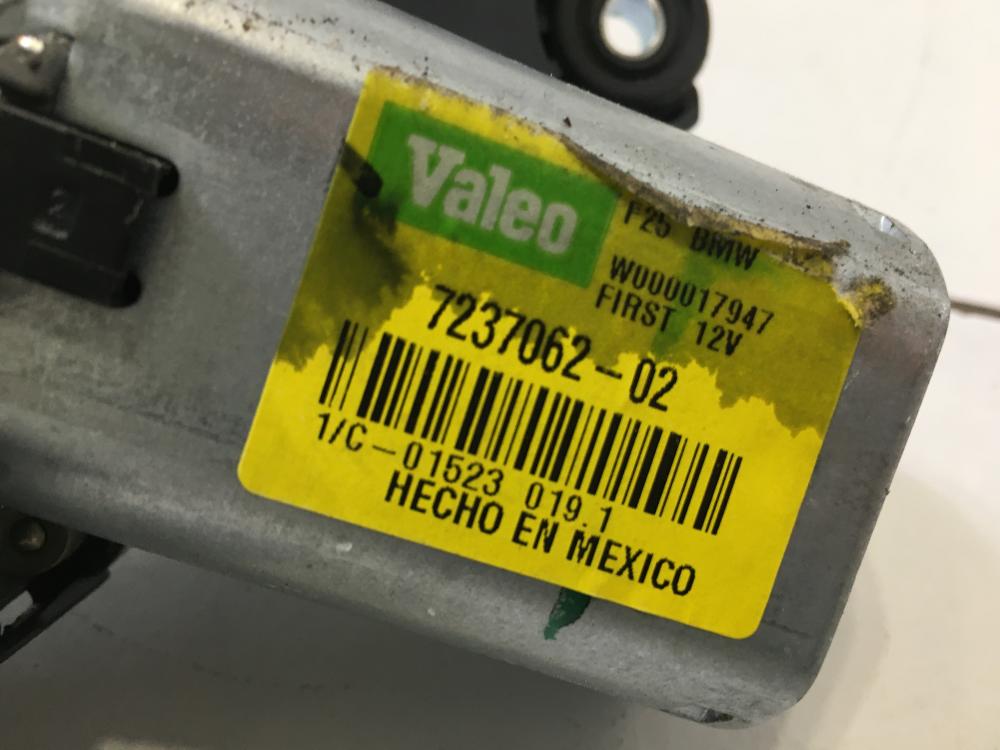 Valeo
F25 BMW
W000017947
FIRST 12V
7237062-02
1/C-01523 019.1
HECHO EN MEXICO